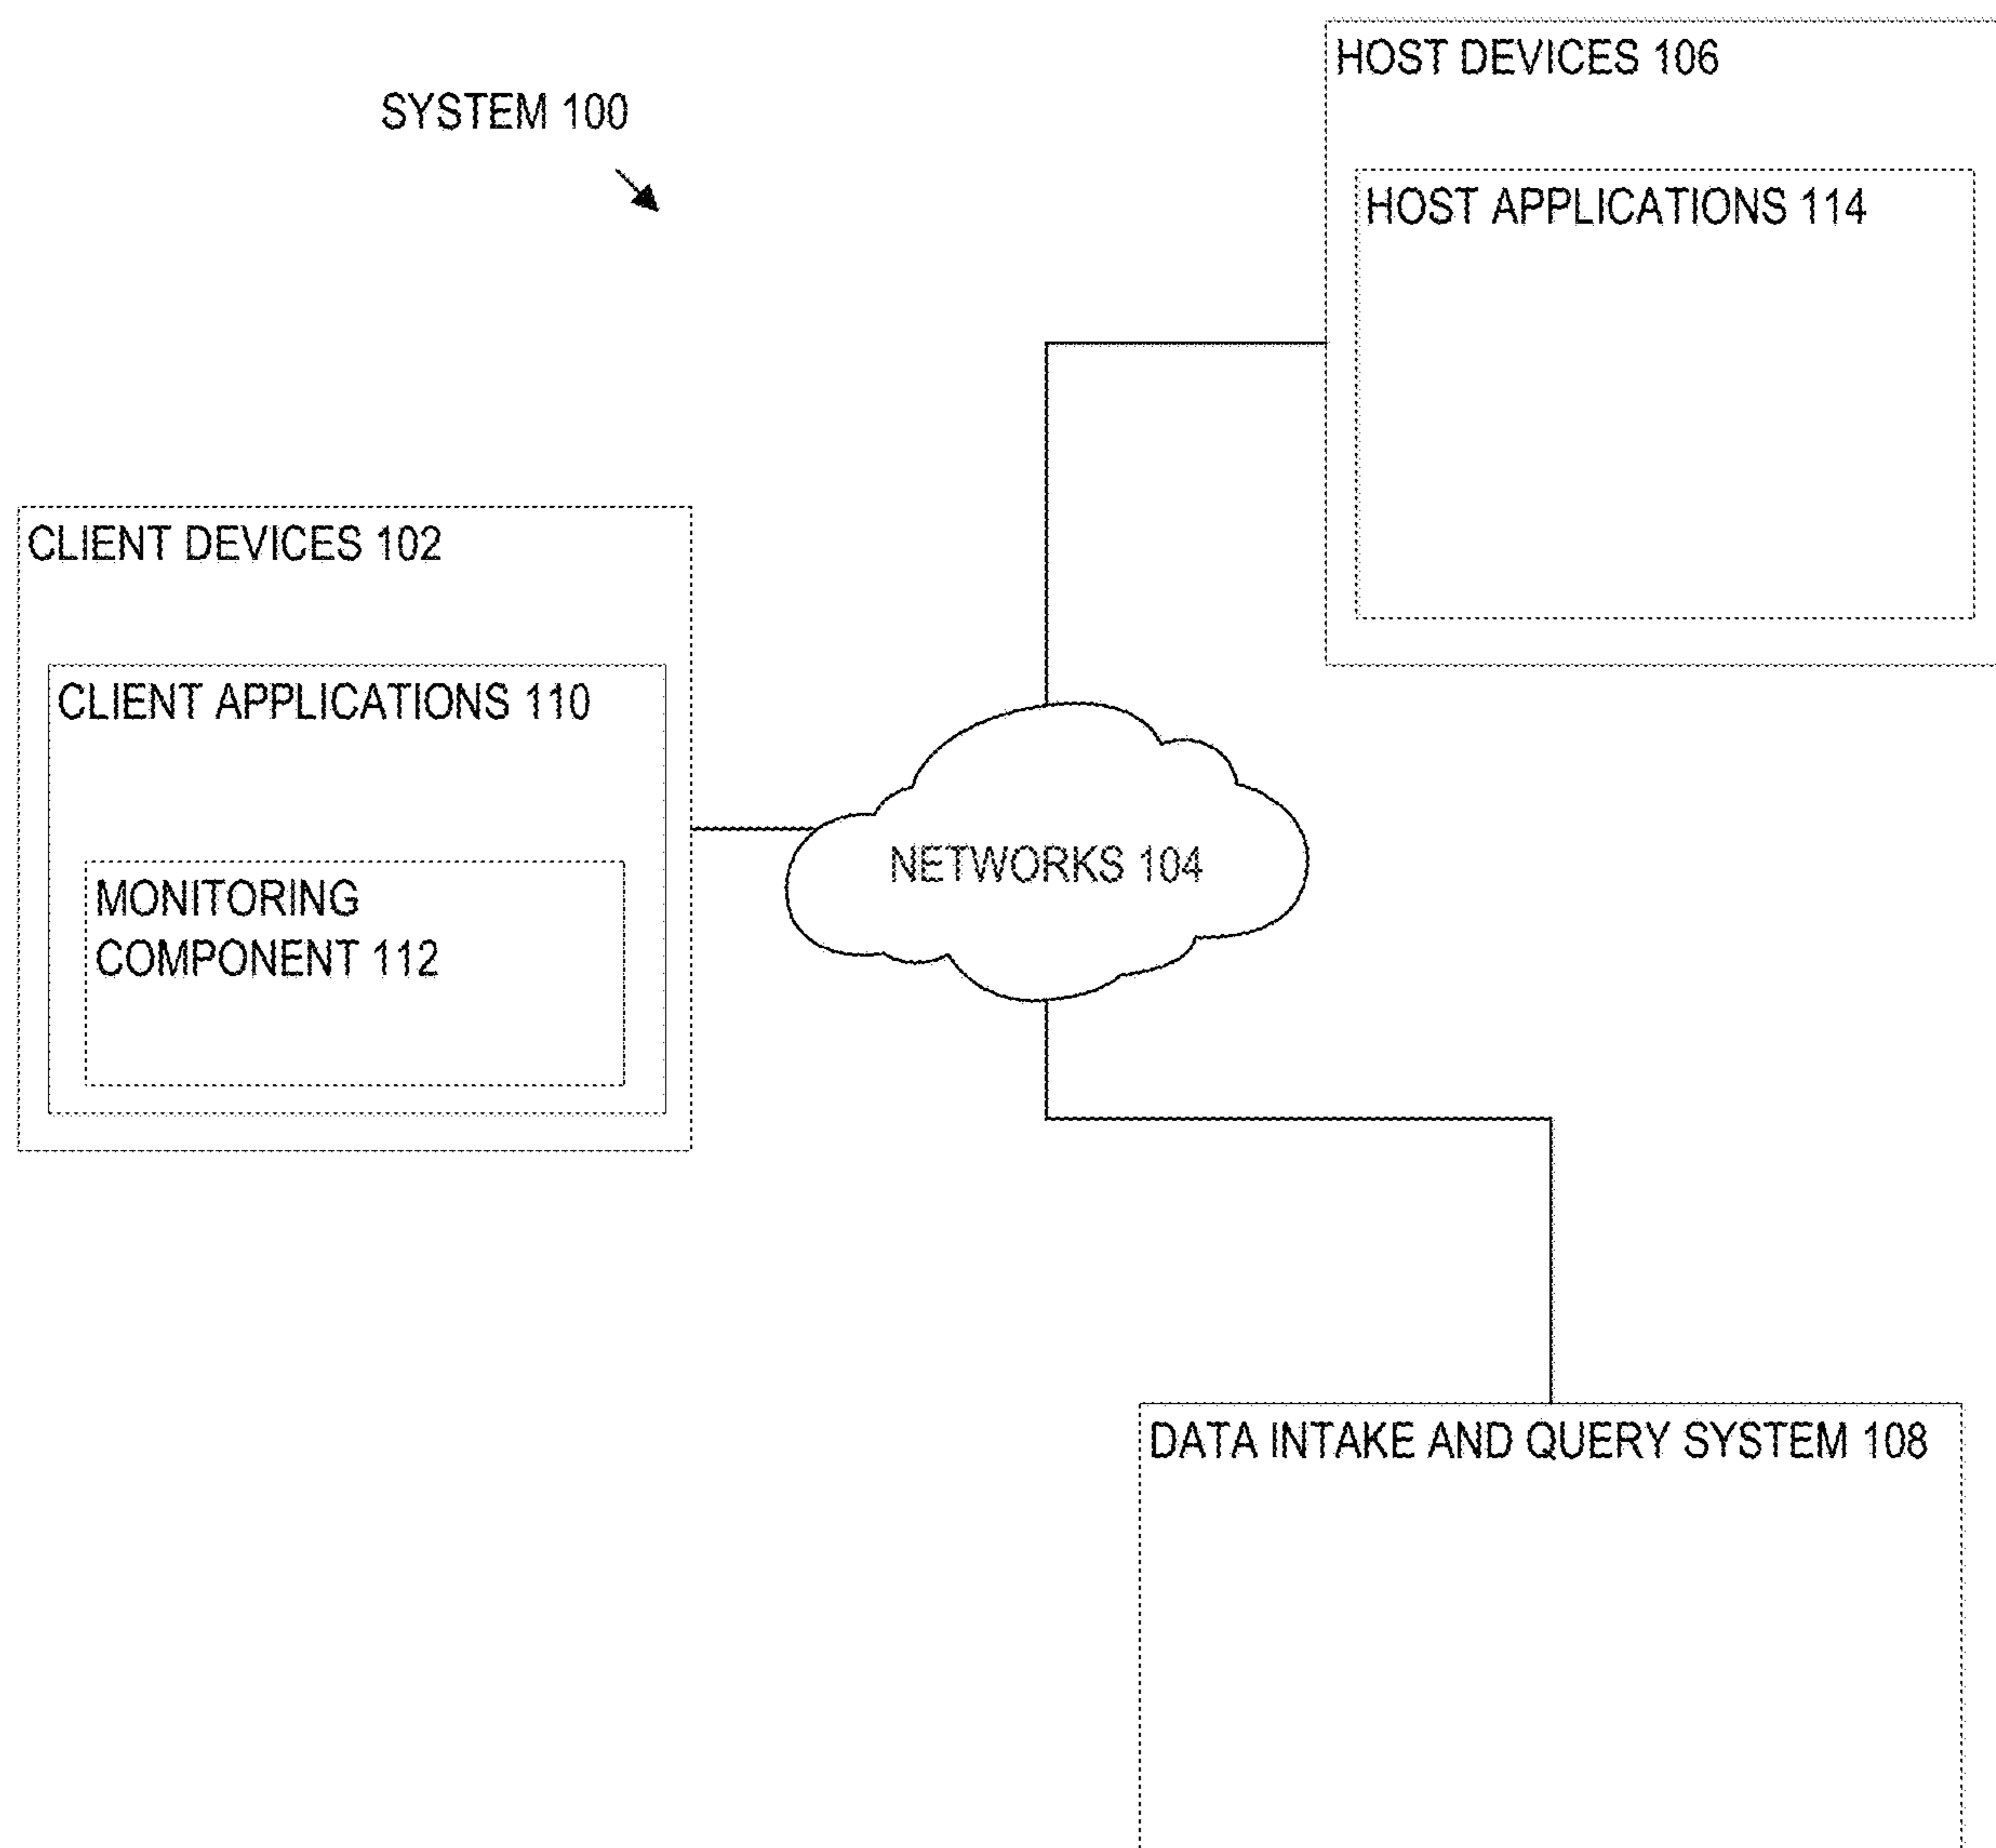 SYSTEM 100
HOST DEVICES 106
HOST APPLICATIONS 114
CLIENT DEVICES 102
CLIENT APPLICATIONS 110
MONITORING
COMPONENT 112
NETWORKS 104
DATA INTAKE AND QUERY SYSTEM 108